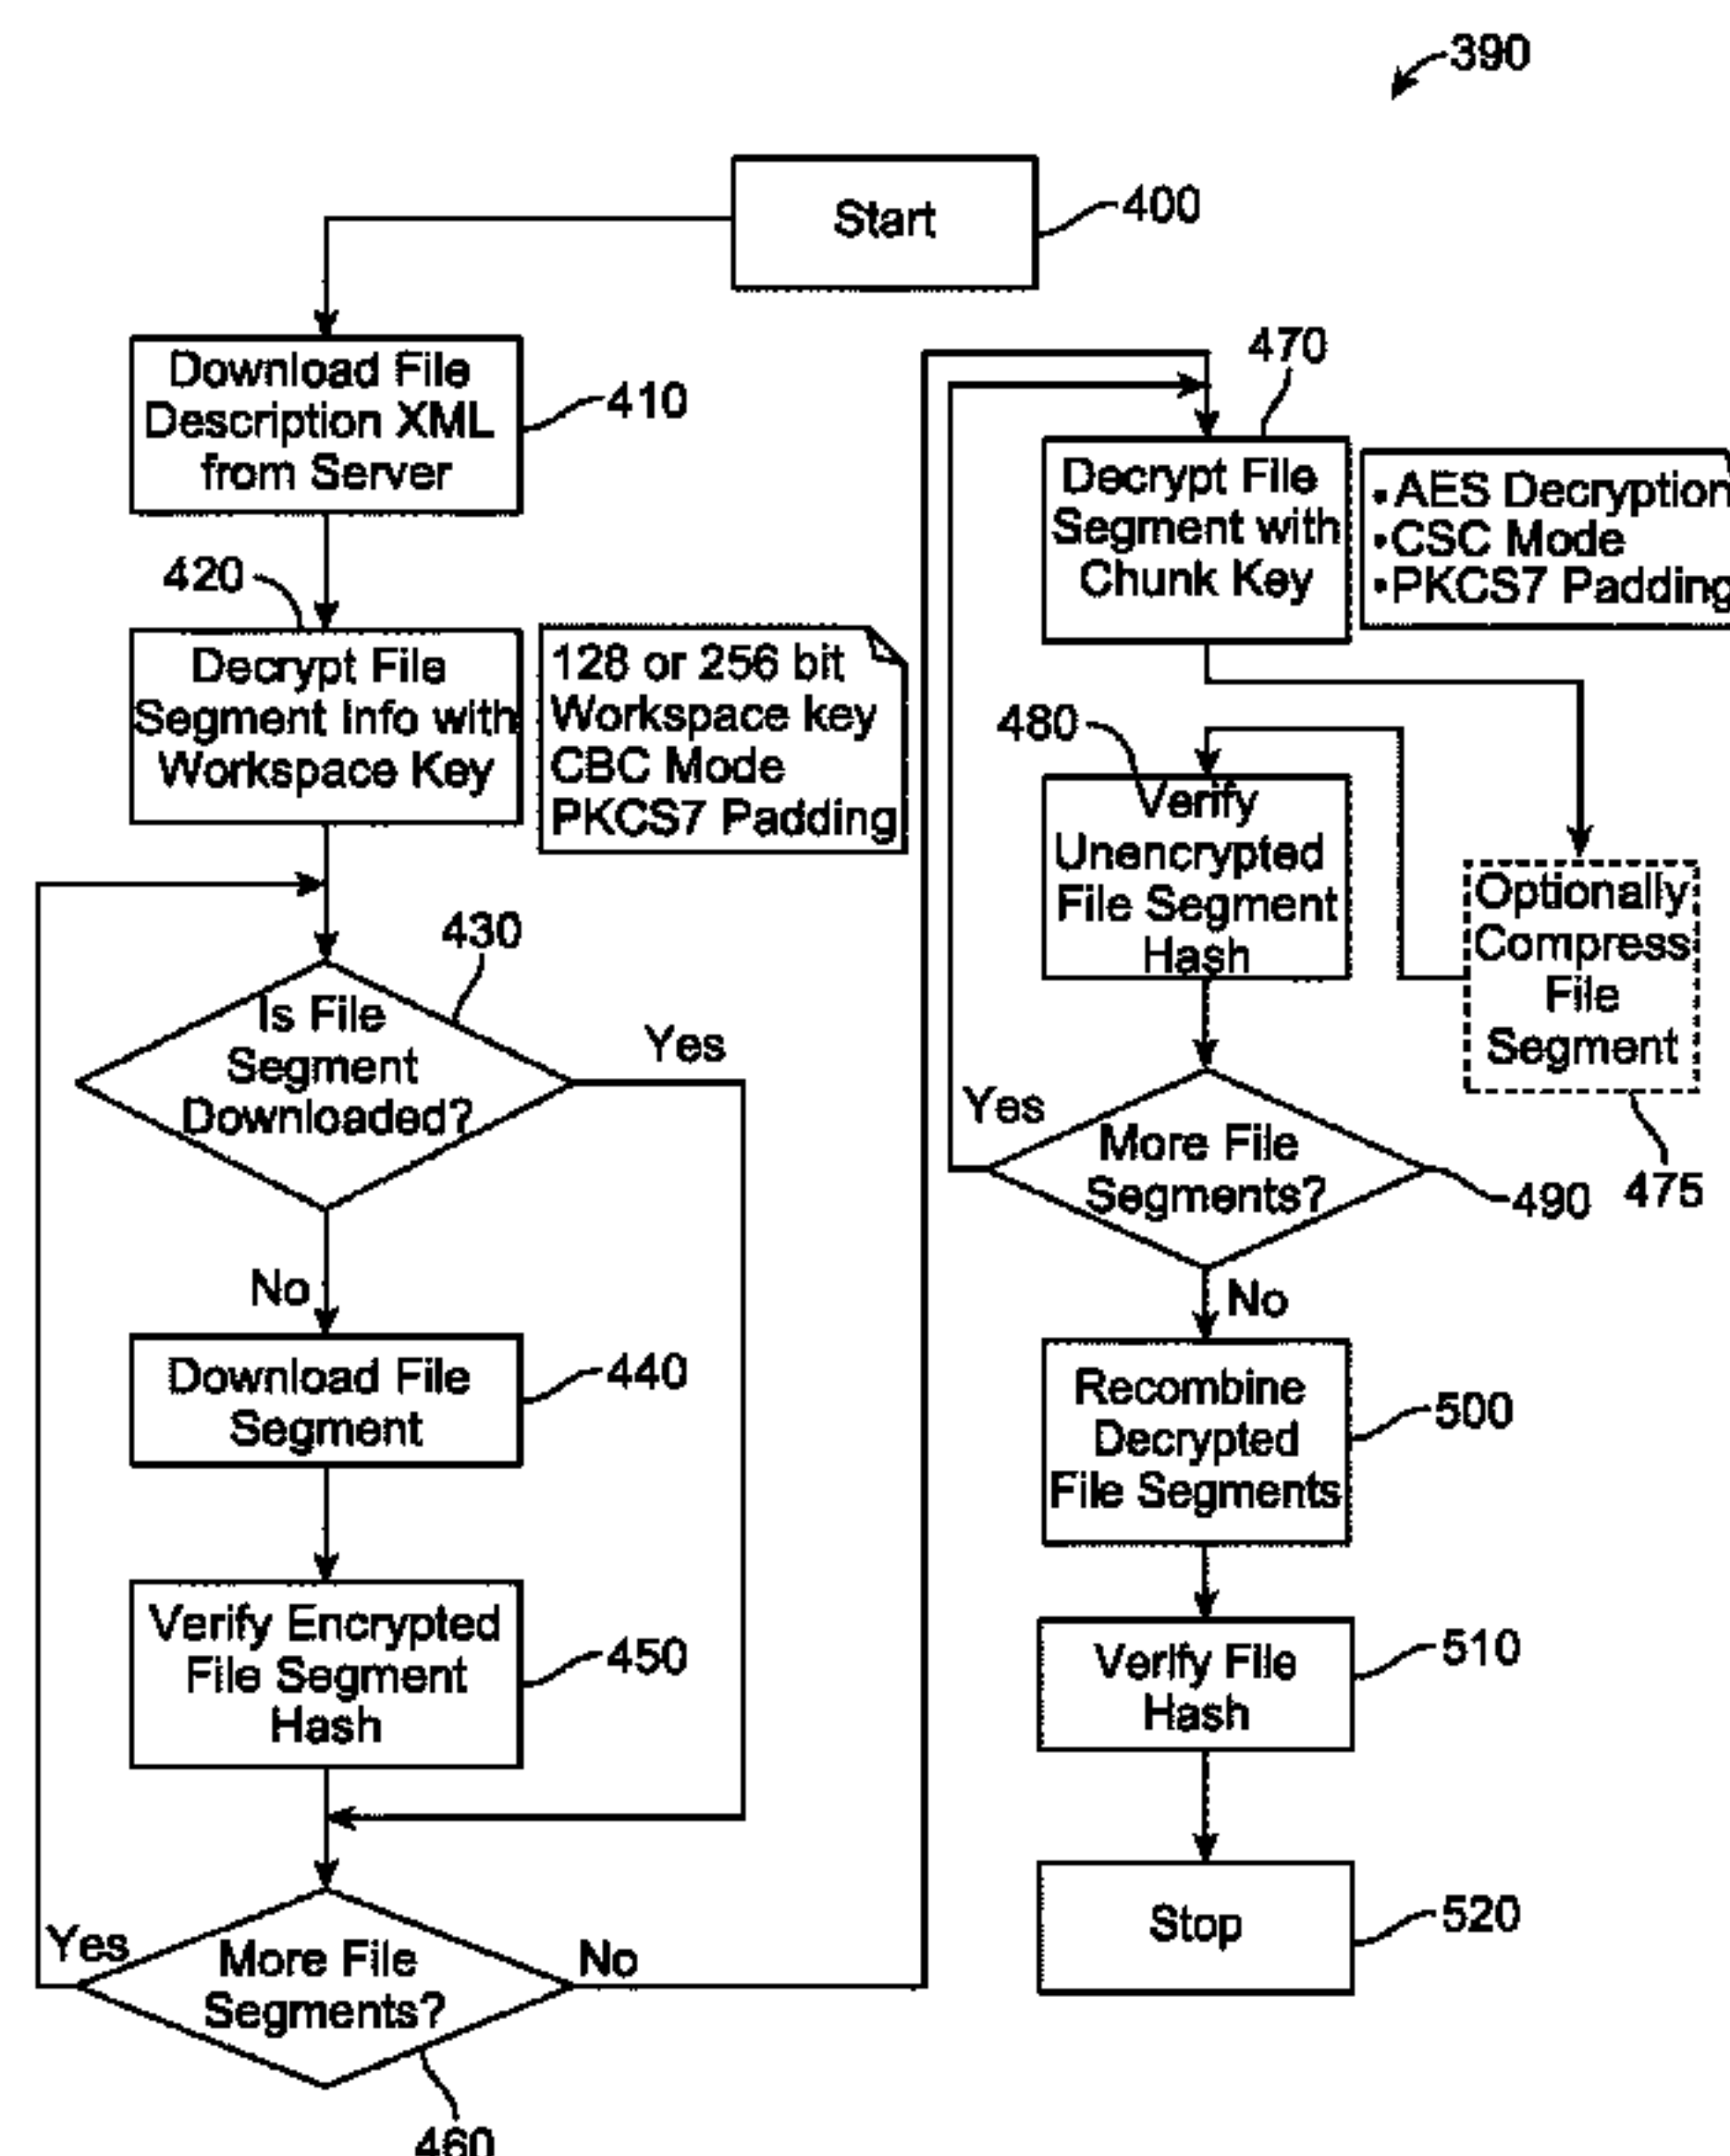 390
Start
400
Download File
Description XML
from Server
410
420
Decrypt File
Segment Info with
Workspace Key
128 or 256 bit
Workspace key
CBC Mode
PKCS7 Padding
430
Is File
Segment
Downloaded?
Yes
No
Download File
Segment
440
Verify Encrypted
File Segment
Hash
450
Yes
More File
Segments?
No
460
470
Decrypt File
Segment with
Chunk Key
•AES Decryption
•CSC Mode
•PKCS7 Padding
480
Verify
Unencrypted
File Segment
Hash
Optionally
Compress
File
Segment
475
Yes
More File
Segments?
490
No
Recombine
Decrypted
File Segments
500
Verify File
Hash
510
Stop
520